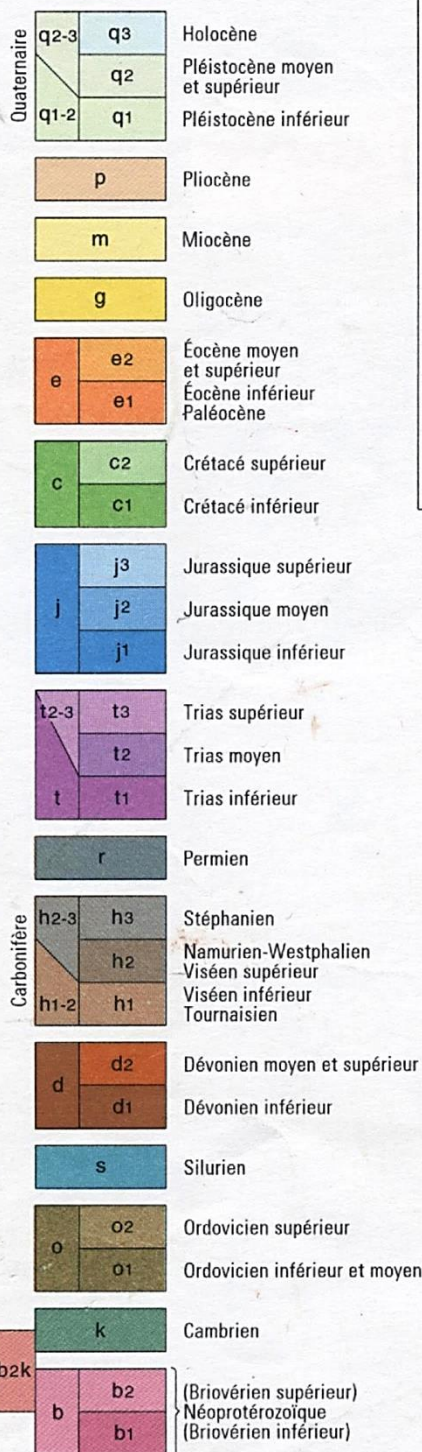 Quaternaire
q2-3
q3
Holocène
q2
Pléistocène moyen
et supérieur
q1-2
q1
Pléistocène inférieur
p
Pliocène
m
Miocène
g
Oligocène
e
e2
Éocène moyen
et supérieur
e1
Éocène inférieur
Paléocène
c
c2
Crétacé supérieur
c1
Crétacé inférieur
j
j3
Jurassique supérieur
j2
Jurassique moyen
j1
Jurassique inférieur
t2-3
t3
Trias supérieur
t2
Trias moyen
t
t1
Trias inférieur
r
Permien
Carbonifère
h2-3
h3
Stéphanien
h2
Namurien-Westphalien
Viséen supérieur
h1-2
h1
Viséen inférieur
Tournaisien
d
d2
Dévonien moyen et supérieur
d1
Dévonien inférieur
s
Silurien
o
o2
Ordovicien supérieur
o1
Ordovicien inférieur et moyen
k
Cambrien
b2k
b
b2
(Briovérien supérieur)
Néoprotérozoïque
b1
(Briovérien inférieur)